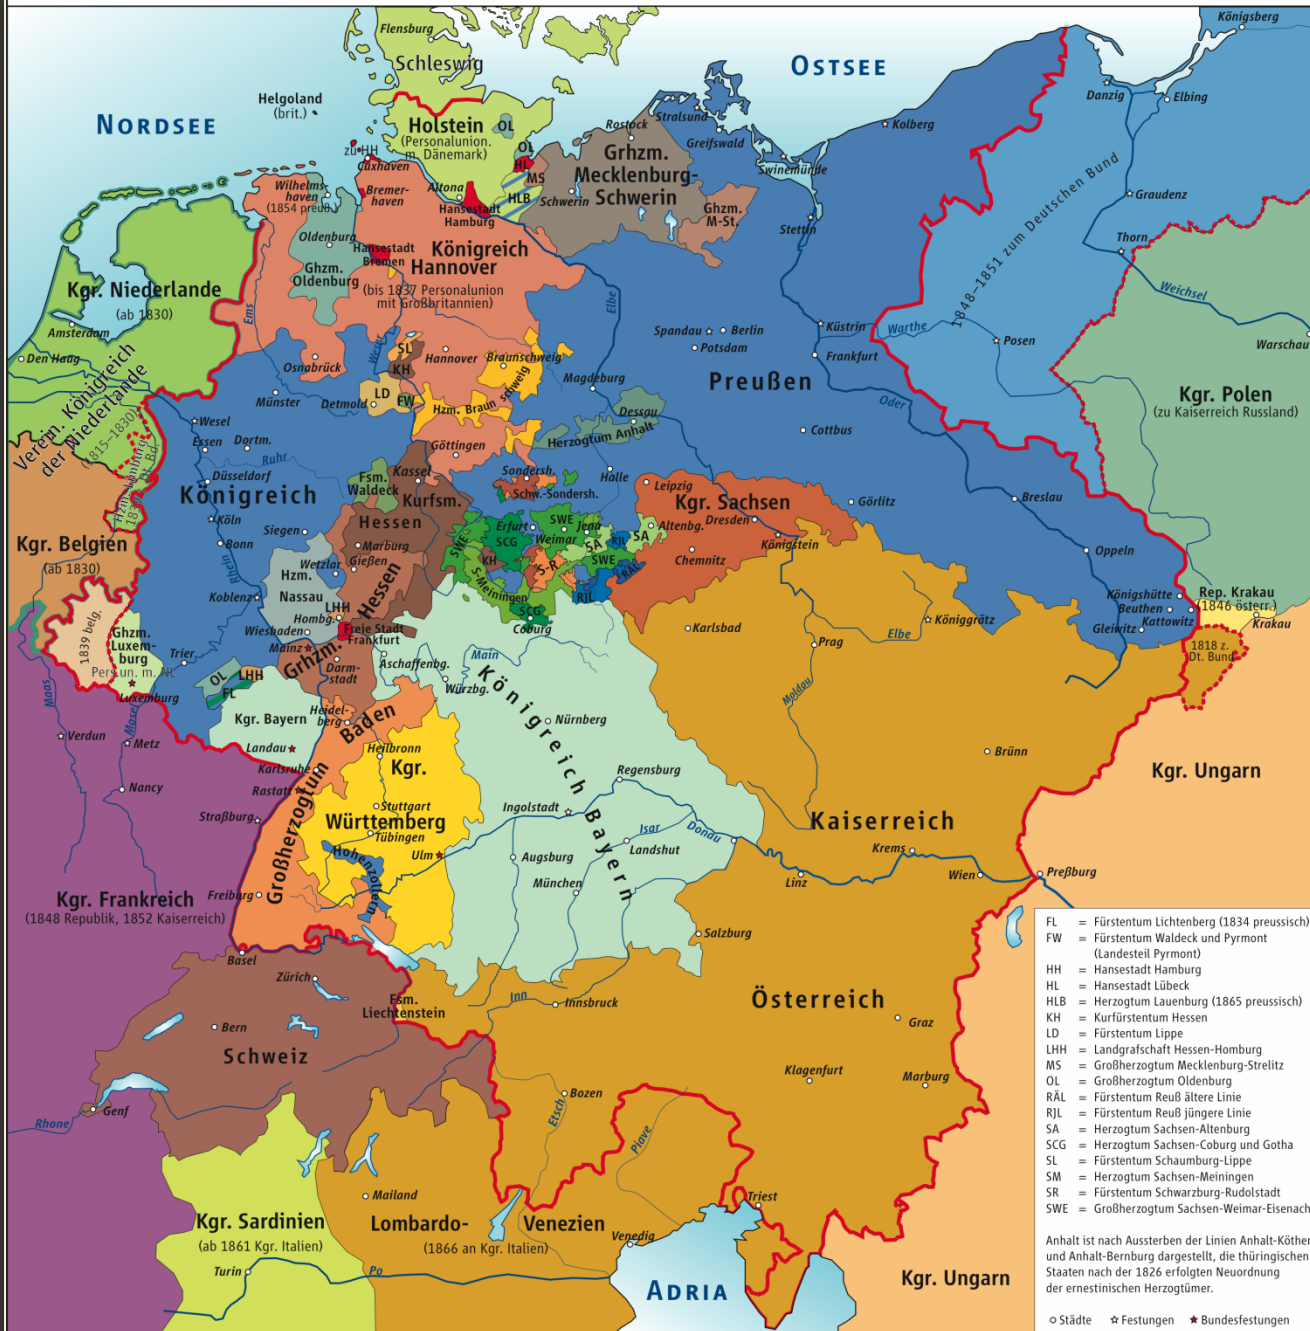 Königsberg
Flensburg
Schleswig
OSTSEE
Danzig
Elbing
Helgoland
(brit.)
NORDSEE
Holstein
(Personalunion.
m. Dänemark)
OL
Stralsund
Rostock
Greifswald
Kolberg
zu HH
Cuxhaven
OL
HL
MS
HLB
Grhzm.
Mecklenburg-
Schwerin
Swinemünde
Wilhelms-
haven
(1854 preuß.)
Bremer-
haven
Altona
Hansestadt
Hamburg
Schwerin
Ghzm.
M-St.
Stettin
Graudenz
1848–1851 zum Deutschen Bund
Thorn
Oldenburg
Hansestadt
Bremen
Ghzm.
Oldenburg
Königreich
Hannover
(bis 1837 Personalunion
mit Großbritannien)
Kgr. Niederlande
(ab 1830)
Amsterdam
Den Haag
Ems
Elbe
Weichsel
Spandau
Berlin
Potsdam
Küstrin
Warthe
Posen
Warschau
Frankfurt
Osnabrück
Weser
SL
KH
Hannover
Braunschweig
Preußen
Kgr. Polen
(zu Kaiserreich Russland)
Verein. Königreich
der Niederlande
(1815–1830)
Münster
Detmold
LD
FW
Hzm. Braunschweig
Magdeburg
Oder
Dessau
Herzogtum Anhalt
Cottbus
Wesel
Essen
Dortm.
Ruhr
Göttingen
Düsseldorf
Königreich
Fsm.
Waldeck
Kassel
Kurfsm.
Hessen
Sondersh.
Schw.-Sondersh.
Halle
Leipzig
Kgr. Sachsen
Görlitz
Breslau
Köln
Bonn
Siegen
Marburg
Gießen
Erfurt
SWE
Weimar
Jena
SCG
SWE
KH
SA
RJL
SA
Altenbg.
Dresden
Chemnitz
Königstein
Oppeln
Kgr. Belgien
(ab 1830)
Rhein
Wetzlar
Hzm.
Nassau
Hessen
S-Meiningen
S-R
SWE
RÄL
RJL
Koblenz
LHH
Hombg.
SCG
Coburg
Königshütte
Beuthen
Kattowitz
Gleiwitz
Rep. Krakau
(1846 österr.)
Krakau
1839 belg.
Ghzm.
Luxem-
burg
Pers.un. m. NL
Luxemburg
Trier
Wiesbaden
Mainz
Freie Stadt
Frankfurt
Grhzm.
Darm-
stadt
Aschaffenbg.
Main
Würzbg.
Karlsbad
Prag
Elbe
Königgrätz
1818 z.
Dt. Bund
OL
LHH
FL
Kgr. Bayern
Landau
Heidel-
berg
Moldau
Maas
Mosel
Verdun
Metz
Nancy
Großherzogtum Baden
Nürnberg
Heilbronn
Karlsruhe
Rastatt
Straßburg
Kgr.
Württemberg
Stuttgart
Tübingen
Ulm
Hohenzollern
Königreich Bayern
Regensburg
Ingolstadt
Isar
Donau
Landshut
Augsburg
München
Brünn
Kgr. Ungarn
Kaiserreich
Krems
Wien
Linz
Preßburg
Kgr. Frankreich
(1848 Republik, 1852 Kaiserreich)
Freiburg
Salzburg
Basel
Zürich
Fsm.
Liechtenstein
Inn
Innsbruck
Österreich
Graz
Bern
Schweiz
Klagenfurt
Marburg
Genf
Rhone
Bozen
Etsch
Piave
Mailand
Triest
Kgr. Sardinien
(ab 1861 Kgr. Italien)
Lombardo-
Venezien
(1866 an Kgr. Italien)
Venedig
Turin
Po
ADRIA
Kgr. Ungarn
FL = Fürstentum Lichtenberg (1834 preussisch)
FW = Fürstentum Waldeck und Pyrmont
(Landesteil Pyrmont)
HH = Hansestadt Hamburg
HL = Hansestadt Lübeck
HLB = Herzogtum Lauenburg (1865 preussisch)
KH = Kurfürstentum Hessen
LD = Fürstentum Lippe
LHH = Landgrafschaft Hessen-Homburg
MS = Großherzogtum Mecklenburg-Strelitz
OL = Großherzogtum Oldenburg
RÄL = Fürstentum Reuß ältere Linie
RJL = Fürstentum Reuß jüngere Linie
SA = Herzogtum Sachsen-Altenburg
SCG = Herzogtum Sachsen-Coburg und Gotha
SL = Fürstentum Schaumburg-Lippe
SM = Herzogtum Sachsen-Meiningen
SR = Fürstentum Schwarzburg-Rudolstadt
SWE = Großherzogtum Sachsen-Weimar-Eisenach
Anhalt ist nach Aussterben der Linien Anhalt-Köthen
und Anhalt-Bernburg dargestellt, die thüringischen
Staaten nach der 1826 erfolgten Neuordnung
der ernestinischen Herzogtümer.
Städte
Festungen
Bundesfestungen